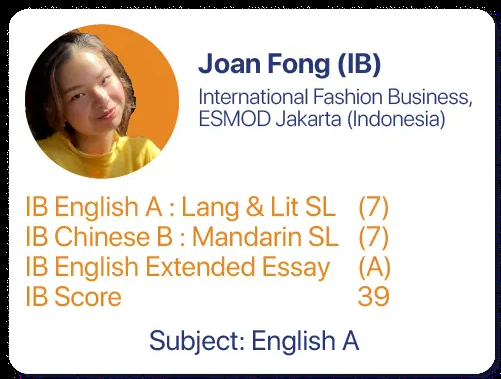 Joan Fong (IB)
International Fashion Business,
ESMOD Jakarta (Indonesia)
IB English A : Lang & Lit SL (7)
IB Chinese B : Mandarin SL (7)
IB English Extended Essay (A)
IB Score 39
Subject: English A